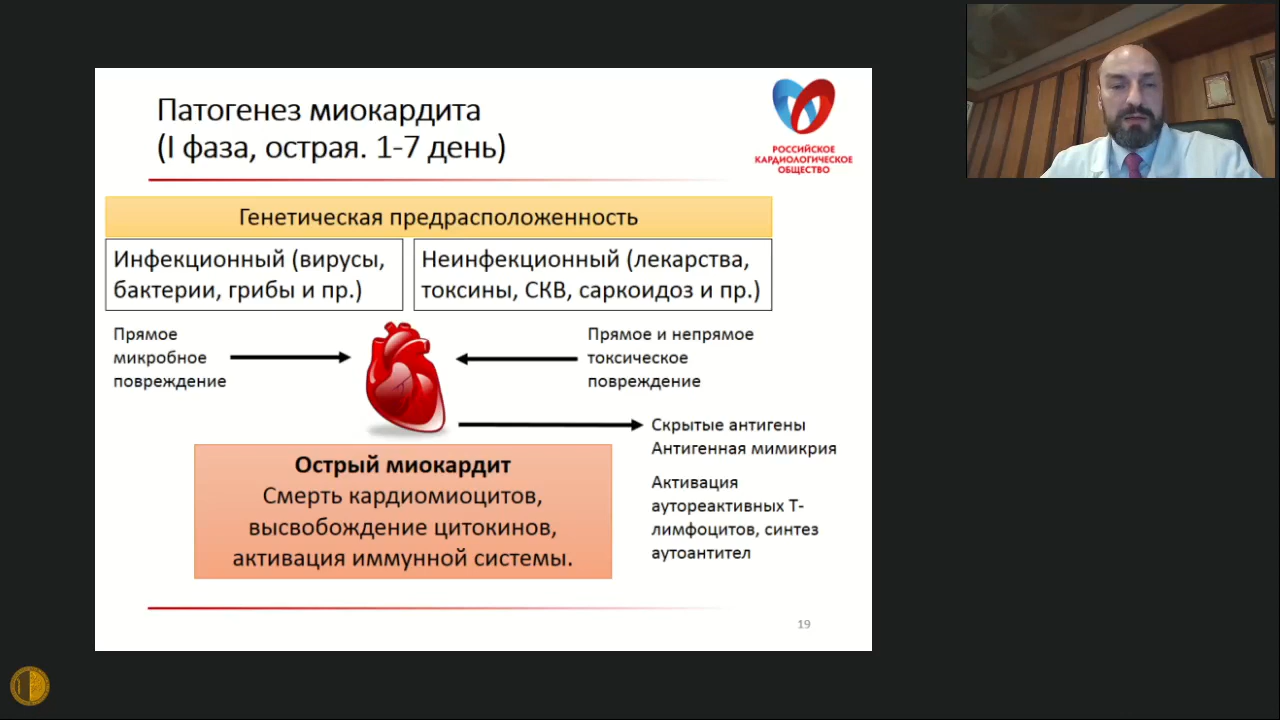 Патогенез миокардита
(I фаза, острая. 1-7 день)
РОССИЙСКОЕ
КАРДИОЛОГИЧЕСКОЕ
ОБЩЕСТВО
Генетическая предрасположенность
Инфекционный (вирусы,
бактерии, грибы и пр.)
Неинфекционный (лекарства,
токсины, СКВ, саркоидоз и пр.)
Прямое
микробное
повреждение
Прямое и непрямое
токсическое
повреждение
Скрытые антигены
Антигенная мимикрия
Активация
аутореактивных Т-
лимфоцитов, синтез
аутоантител
Острый миокардит
Смерть кардиомиоцитов,
высвобождение цитокинов,
активация иммунной системы.
19